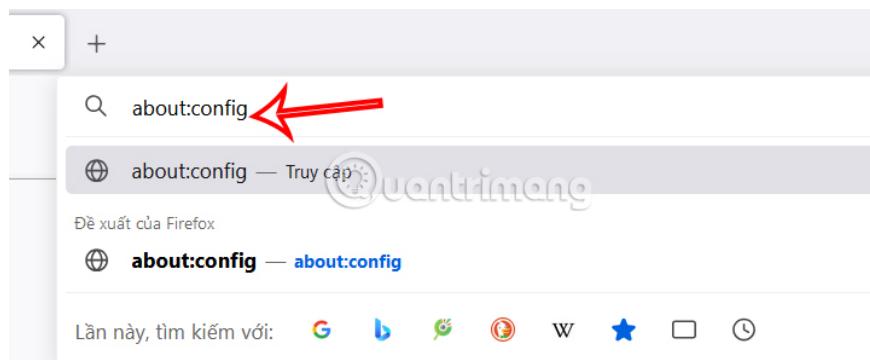 about:config
about:config — Truy cập
Quantrimang
Đề xuất của Firefox
about:config — about:config
Lần này, tìm kiếm với: